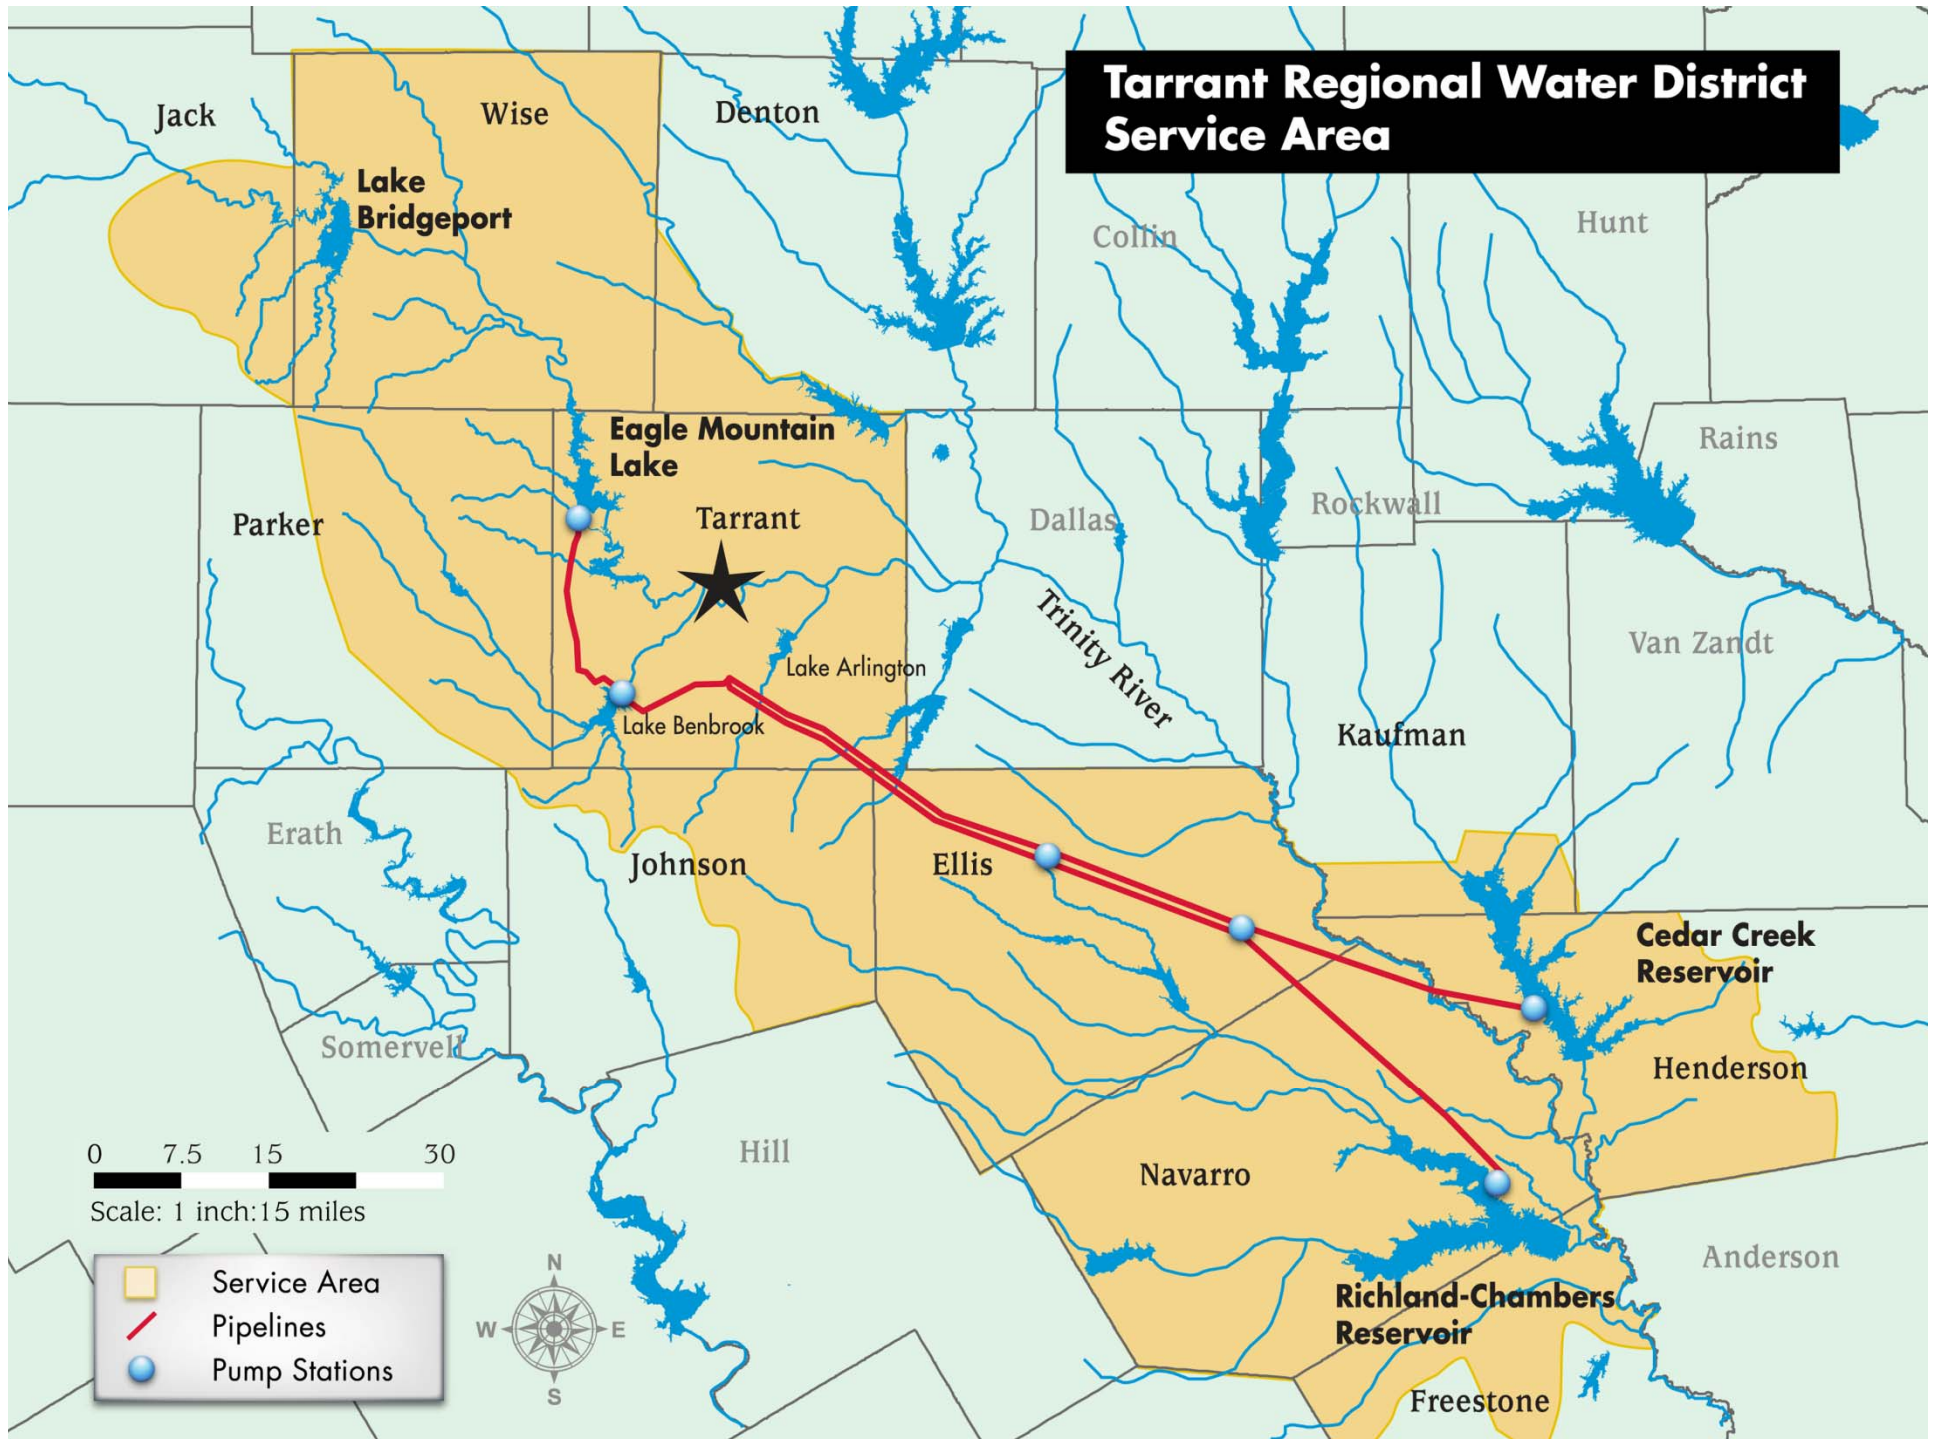 Tarrant Regional Water District
Service Area
Jack
Wise
Denton
Lake
Bridgeport
Collin
Hunt
Eagle Mountain
Lake
Rains
Parker
Tarrant
Dallas
Rockwall
Trinity River
Van Zandt
Lake Arlington
Lake Benbrook
Kaufman
Erath
Johnson
Ellis
Cedar Creek
Reservoir
Somervell
Henderson
Hill
Navarro
Anderson
Richland-Chambers
Reservoir
Freestone
0 7.5 15 30
Scale: 1 inch:15 miles
Service Area
Pipelines
Pump Stations
N
W E
S